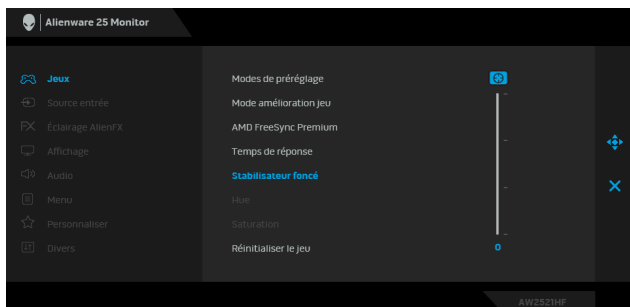 Alienware 25 Monitor
Jeux
Source entrée
FX Éclairage AlienFX
Affichage
Audio
Menu
Personnaliser
Divers
Modes de préréglage
Mode amélioration jeu
AMD FreeSync Premium
Temps de réponse
Stabilisateur foncé
Hue
Saturation
Réinitialiser le jeu
0
AW2521HF